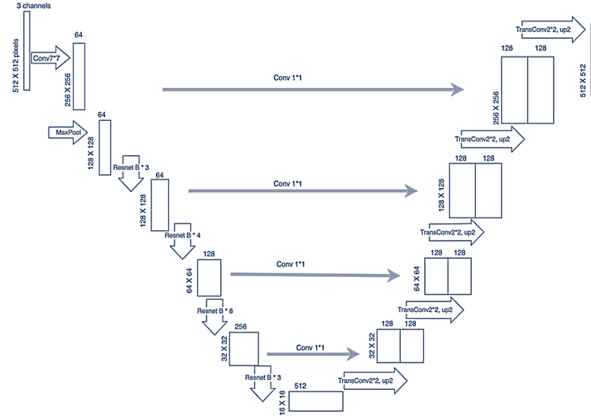 3 channels
512 X 512 pixels
Conv7*7
64
256 X 256
Conv 1*1
TransConv2*2, up2
512 X 512
128 128
256 X 256
MaxPool
64
128 X 128
Resnet B * 3
TransConv2*2, up2
64
128 X 128
Conv 1*1
128 128
128 X 128
Resnet B * 4
TransConv2*2, up2
128
64 X 64
Conv 1*1
128 128
64 X 64
Resnet B * 6
TransConv2*2, up2
256
32 X 32
Conv 1*1
128 128
32 X 32
Resnet B * 3
TransConv2*2, up2
512
16 X 16